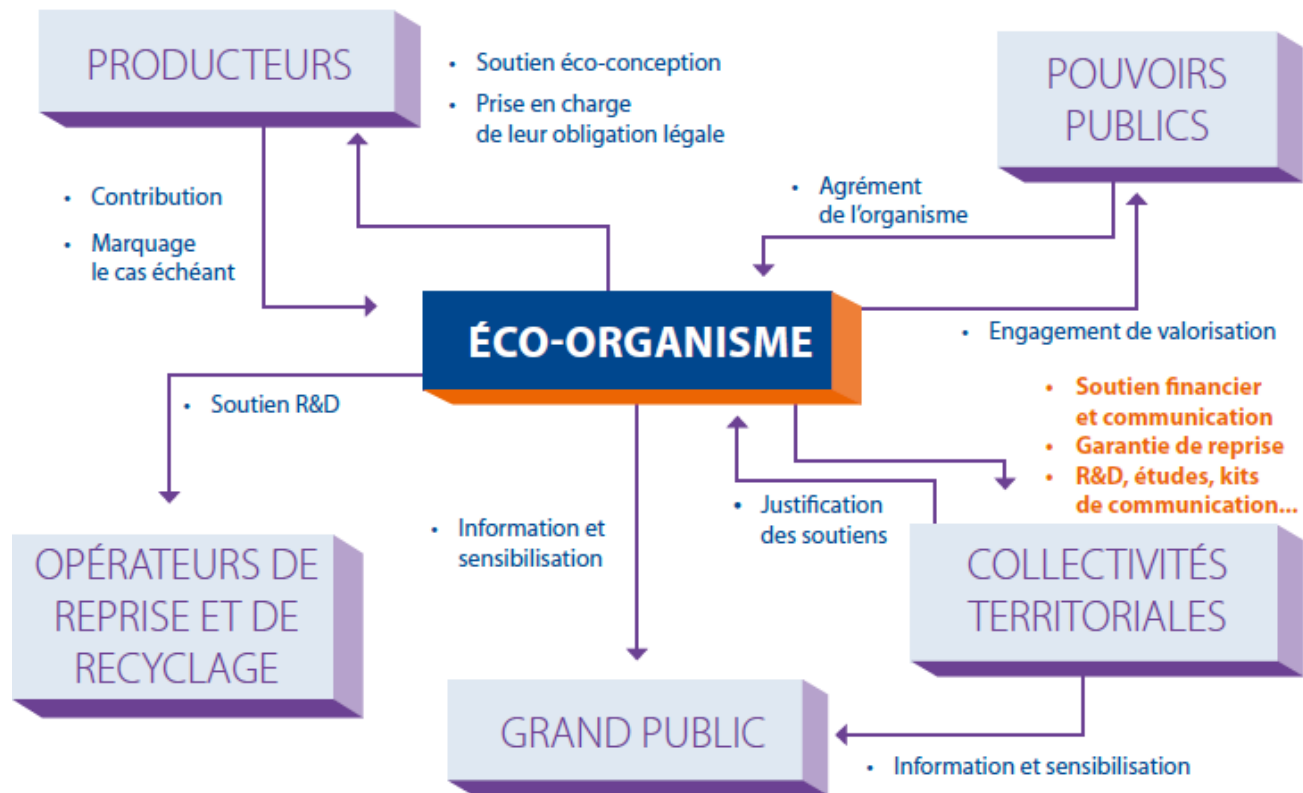 PRODUCTEURS
• Soutien éco-conception
• Prise en charge
de leur obligation légale
POUVOIRS
PUBLICS
• Contribution
• Marquage
le cas échéant
• Agrément
de l'organisme
ÉCO-ORGANISME
• Engagement de valorisation
• Soutien R&D
• Soutien financier
et communication
• Garantie de reprise
• R&D, études, kits
de communication...
• Information et
sensibilisation
• Justification
des soutiens
OPÉRATEURS DE
REPRISE ET DE
RECYCLAGE
COLLECTIVITÉS
TERRITORIALES
GRAND PUBLIC
• Information et sensibilisation